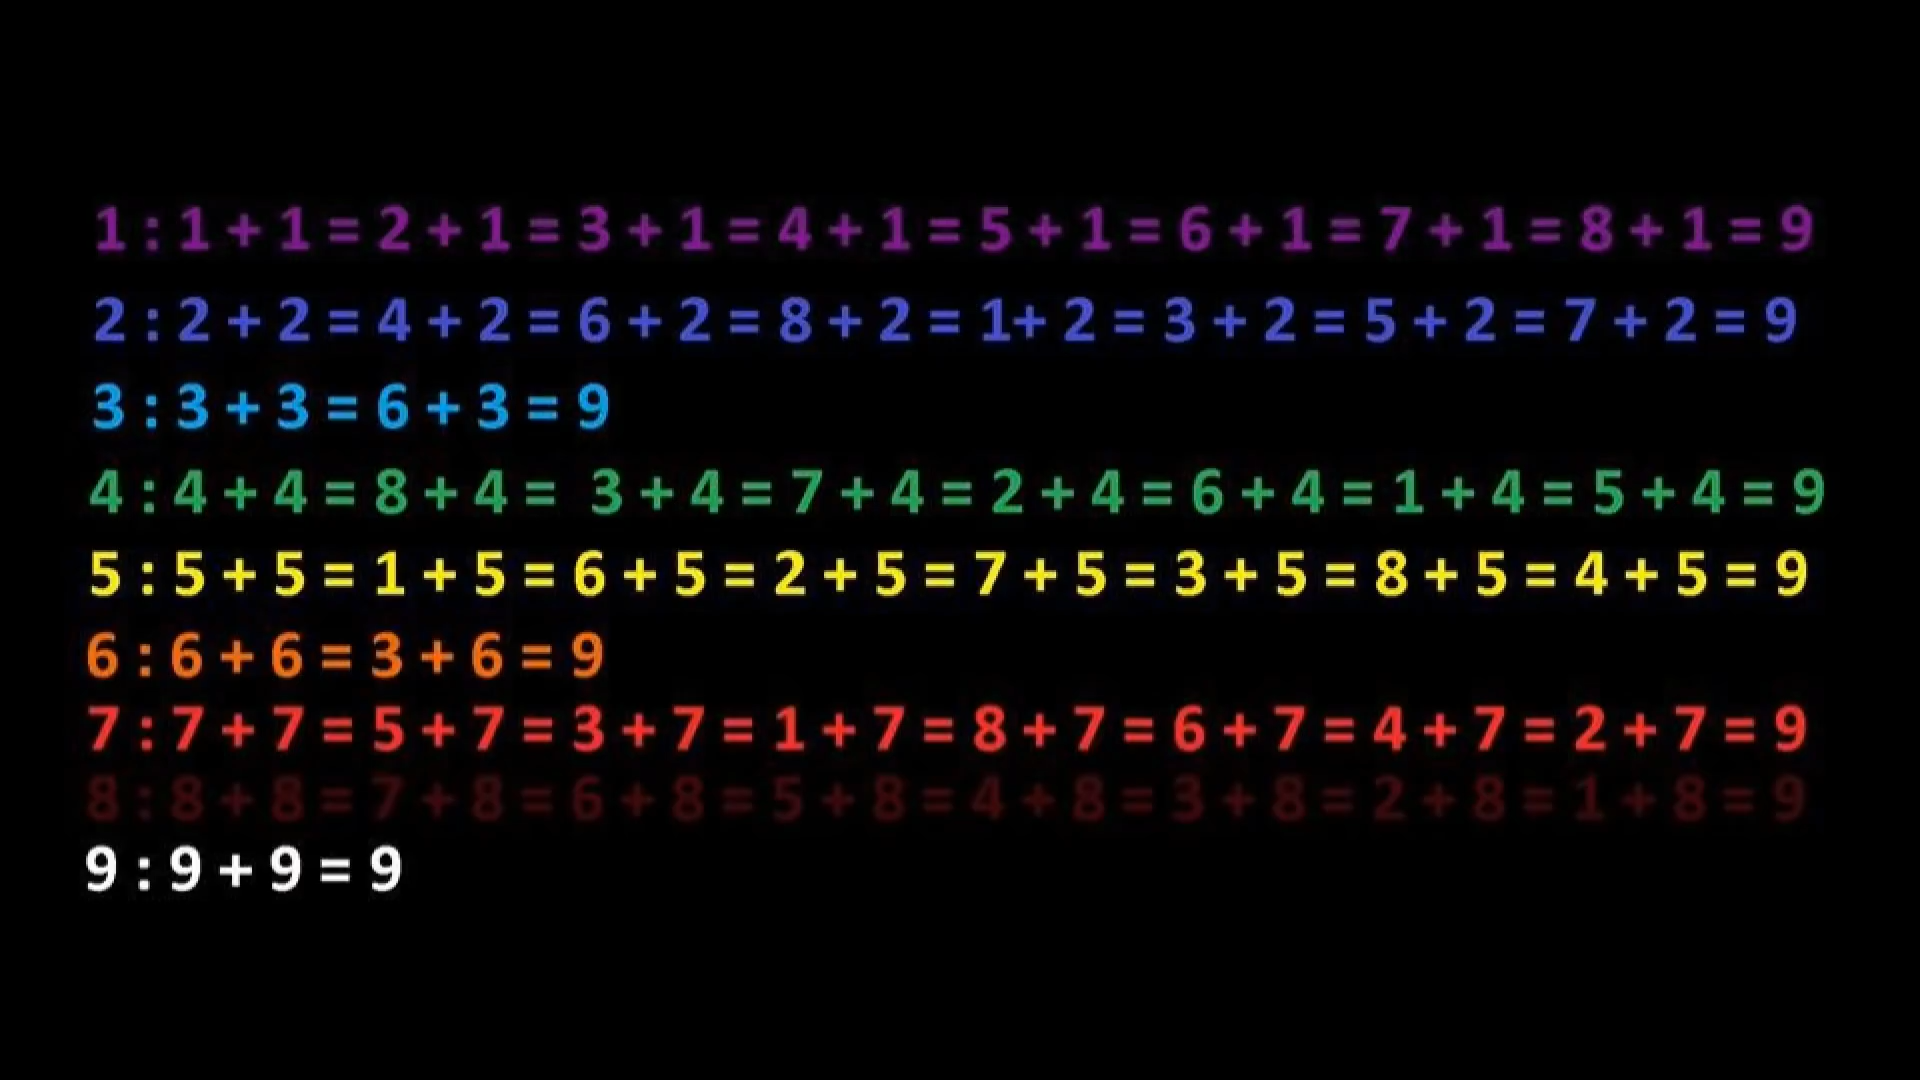 1 : 1 + 1 = 2 + 1 = 3 + 1 = 4 + 1 = 5 + 1 = 6 + 1 = 7 + 1 = 8 + 1 = 9
2 : 2 + 2 = 4 + 2 = 6 + 2 = 8 + 2 = 1+ 2 = 3 + 2 = 5 + 2 = 7 + 2 = 9
3 : 3 + 3 = 6 + 3 = 9
4 : 4 + 4 = 8 + 4 = 3 + 4 = 7 + 4 = 2 + 4 = 6 + 4 = 1 + 4 = 5 + 4 = 9
5 : 5 + 5 = 1 + 5 = 6 + 5 = 2 + 5 = 7 + 5 = 3 + 5 = 8 + 5 = 4 + 5 = 9
6 : 6 + 6 = 3 + 6 = 9
7 : 7 + 7 = 5 + 7 = 3 + 7 = 1 + 7 = 8 + 7 = 6 + 7 = 4 + 7 = 2 + 7 = 9
8 : 8 + 8 = 7 + 8 = 6 + 8 = 5 + 8 = 4 + 8 = 3 + 8 = 2 + 8 = 1 + 8 = 9
9 : 9 + 9 = 9